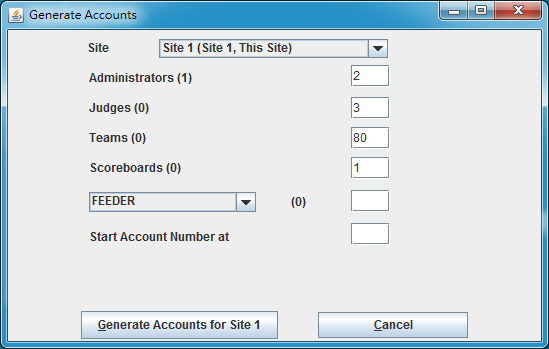 Generate Accounts
Site Site 1 (Site 1, This Site)
Administrators (1) 2
Judges (0) 3
Teams (0) 80
Scoreboards (0) 1
FEEDER (0)
Start Account Number at
Generate Accounts for Site 1 Cancel